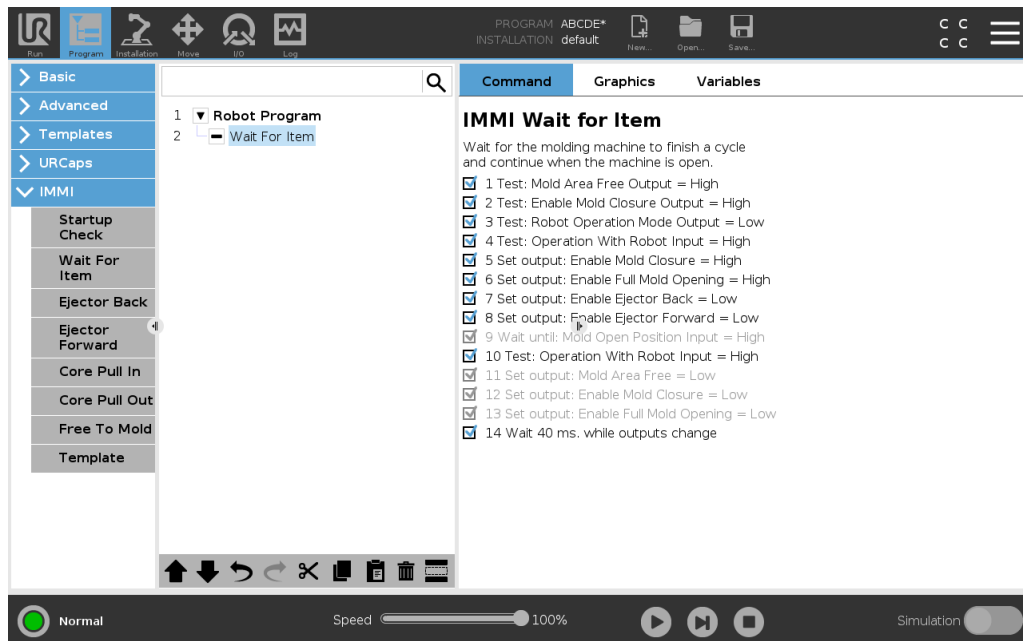 PROGRAM ABCDE*
INSTALLATION default
C C
C C
UR
Run
Program
Installation
Move
I/O
Log
New...
Open...
Save...
Basic
Advanced
Templates
URCaps
IMMI
Startup
Check
Wait For
Item
Ejector Back
Ejector
Forward
Core Pull In
Core Pull Out
Free To Mold
Template
1 Robot Program
2 Wait For Item
Command Graphics Variables
IMMI Wait for Item
Wait for the molding machine to finish a cycle
and continue when the machine is open.
1 Test: Mold Area Free Output = High
2 Test: Enable Mold Closure Output = High
3 Test: Robot Operation Mode Output = Low
4 Test: Operation With Robot Input = High
5 Set output: Enable Mold Closure = High
6 Set output: Enable Full Mold Opening = High
7 Set output: Enable Ejector Back = Low
8 Set output: Enable Ejector Forward = Low
9 Wait until: Mold Open Position Input = High
10 Test: Operation With Robot Input = High
11 Set output: Mold Area Free = Low
12 Set output: Enable Mold Closure = Low
13 Set output: Enable Full Mold Opening = Low
14 Wait 40 ms. while outputs change
Normal
Speed 100%
Simulation